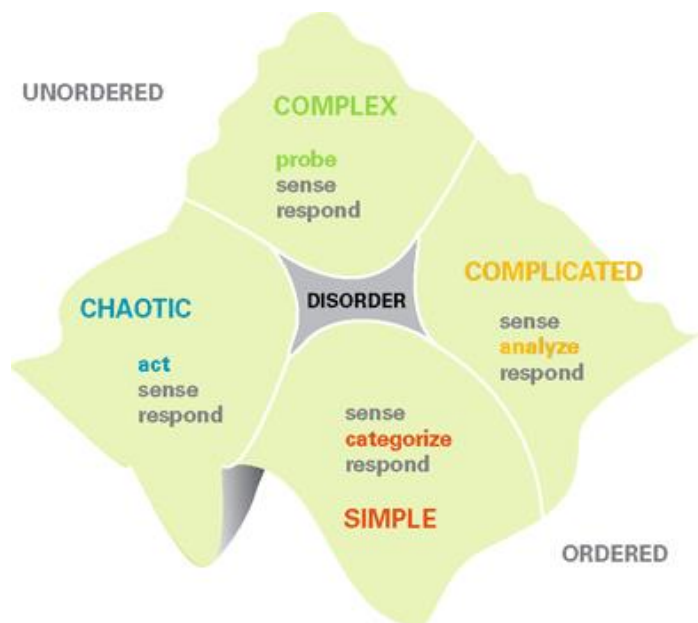 UNORDERED
COMPLEX
probe
sense
respond
COMPLICATED
sense
analyze
respond
DISORDER
CHAOTIC
act
sense
respond
sense
categorize
respond
SIMPLE
ORDERED